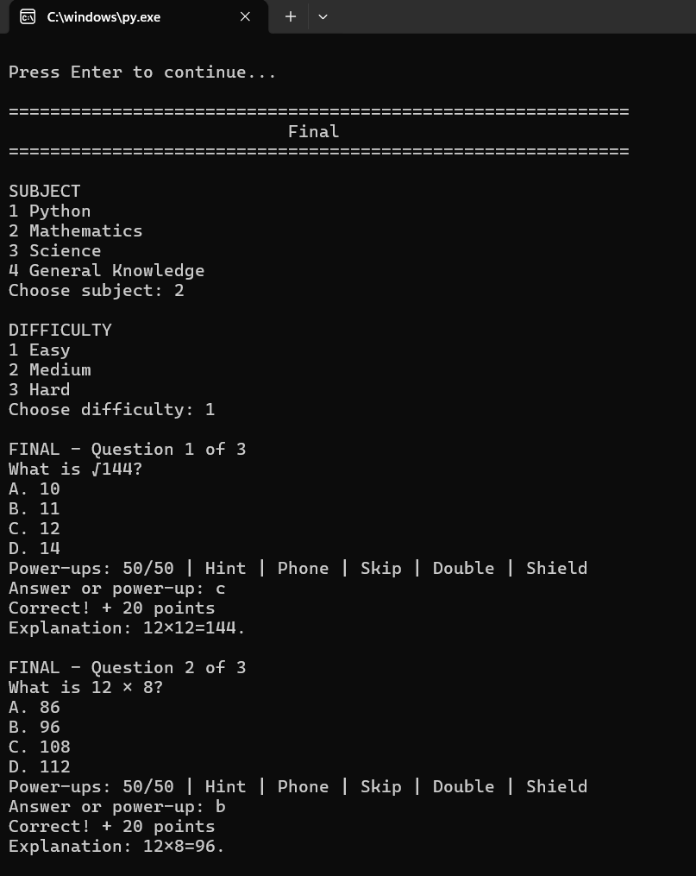 C:\windows\py.exe
Press Enter to continue...
============================================================
Final
============================================================
SUBJECT
1 Python
2 Mathematics
3 Science
4 General Knowledge
Choose subject: 2
DIFFICULTY
1 Easy
2 Medium
3 Hard
Choose difficulty: 1
FINAL - Question 1 of 3
What is √144?
A. 10
B. 11
C. 12
D. 14
Power-ups: 50/50 | Hint | Phone | Skip | Double | Shield
Answer or power-up: c
Correct! + 20 points
Explanation: 12×12=144.
FINAL - Question 2 of 3
What is 12 × 8?
A. 86
B. 96
C. 108
D. 112
Power-ups: 50/50 | Hint | Phone | Skip | Double | Shield
Answer or power-up: b
Correct! + 20 points
Explanation: 12×8=96.